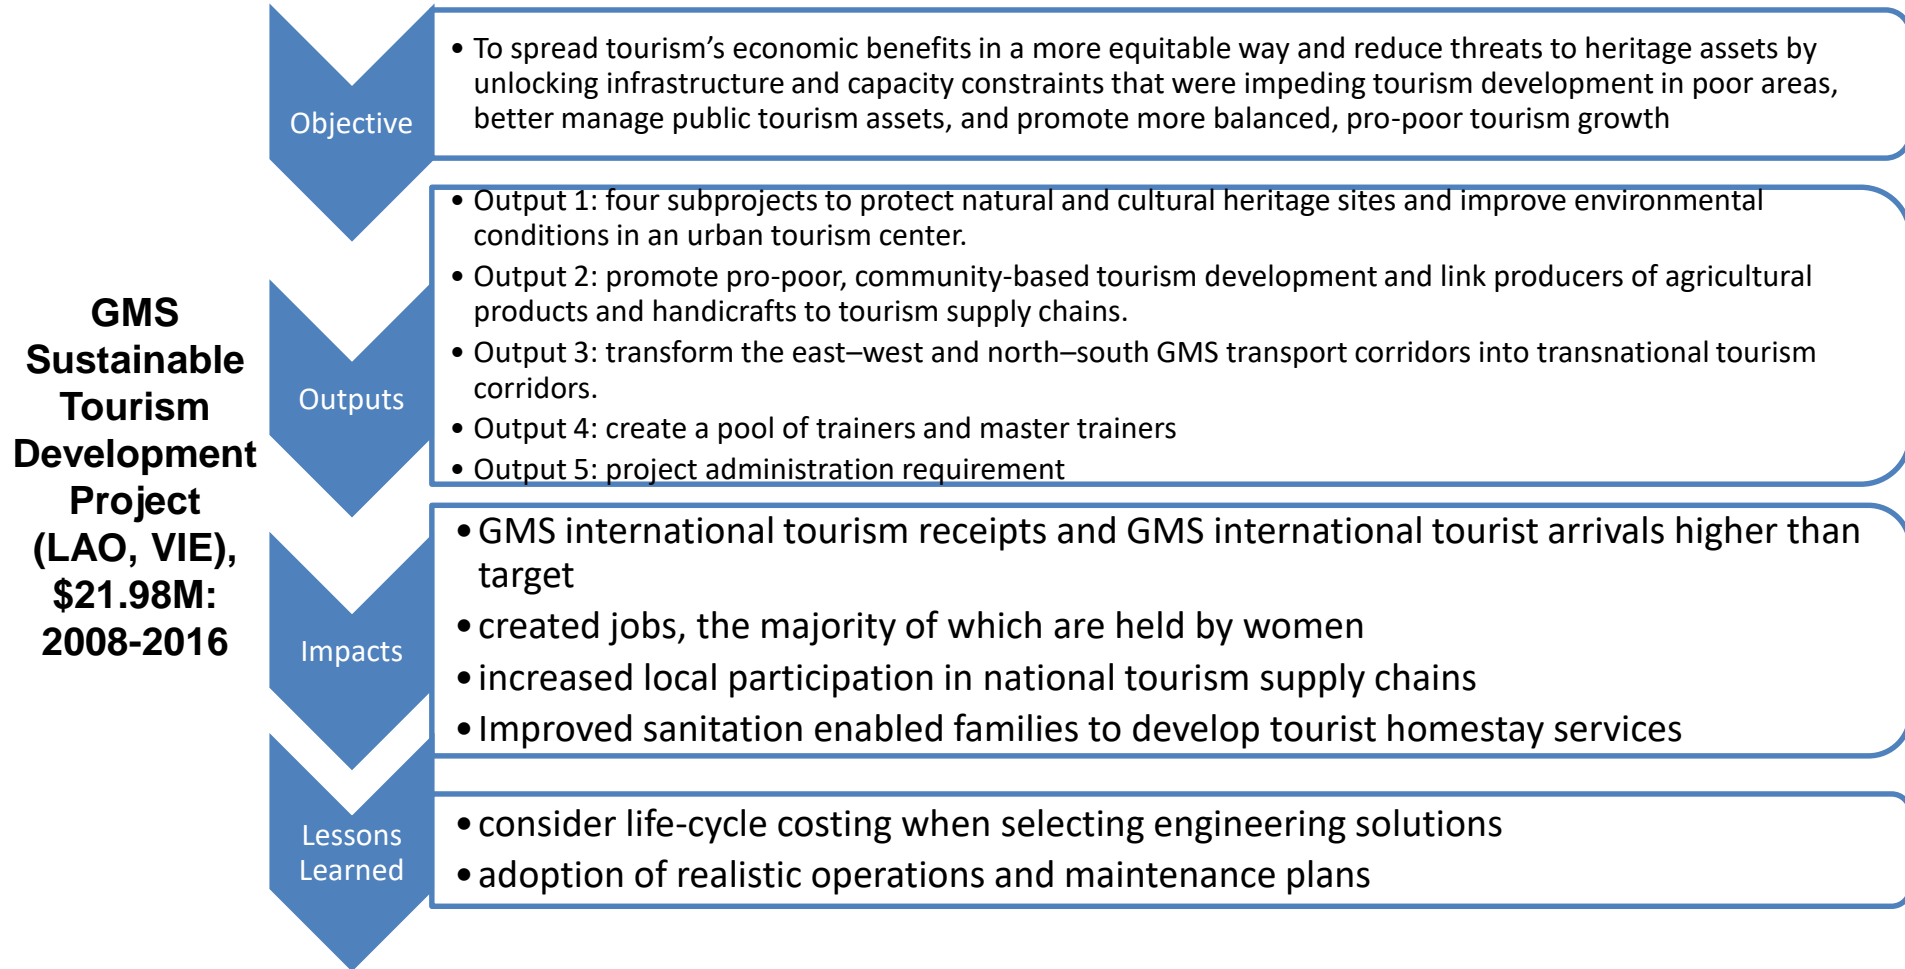 GMS
Sustainable
Tourism
Development
Project
(LAO, VIE),
$21.98M:
2008-2016
Objective
• To spread tourism’s economic benefits in a more equitable way and reduce threats to heritage assets by
unlocking infrastructure and capacity constraints that were impeding tourism development in poor areas,
better manage public tourism assets, and promote more balanced, pro-poor tourism growth
Outputs
• Output 1: four subprojects to protect natural and cultural heritage sites and improve environmental
conditions in an urban tourism center.
• Output 2: promote pro-poor, community-based tourism development and link producers of agricultural
products and handicrafts to tourism supply chains.
• Output 3: transform the east–west and north–south GMS transport corridors into transnational tourism
corridors.
• Output 4: create a pool of trainers and master trainers
• Output 5: project administration requirement
Impacts
• GMS international tourism receipts and GMS international tourist arrivals higher than
target
• created jobs, the majority of which are held by women
• increased local participation in national tourism supply chains
• Improved sanitation enabled families to develop tourist homestay services
Lessons
Learned
• consider life-cycle costing when selecting engineering solutions
• adoption of realistic operations and maintenance plans